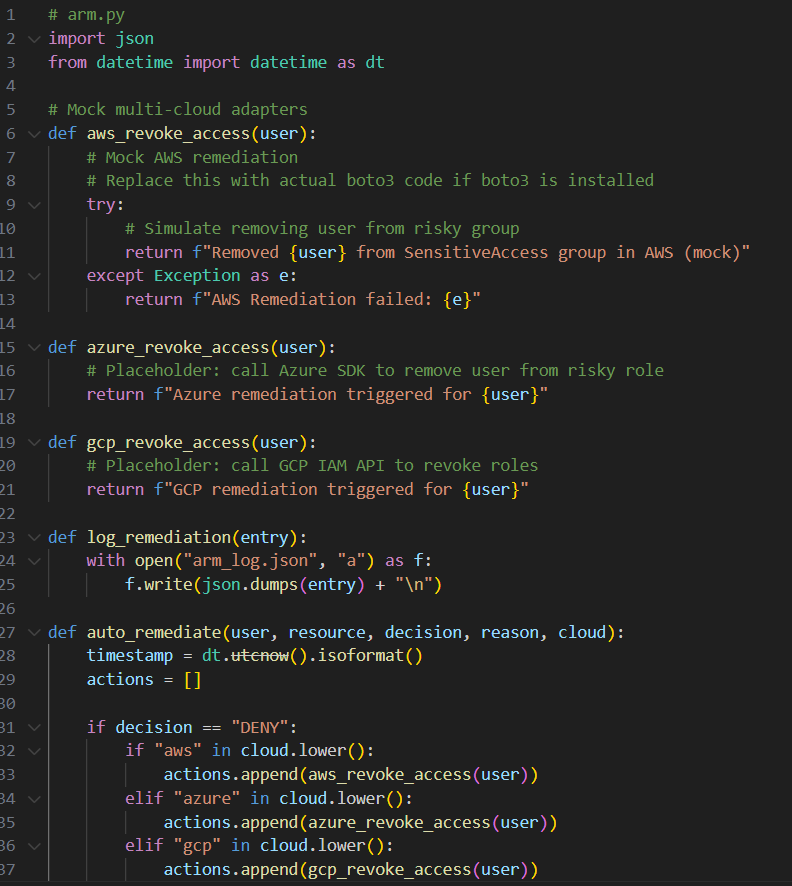 1 # arm.py
2 import json
3 from datetime import datetime as dt
4
5 # Mock multi-cloud adapters
6 def aws_revoke_access(user):
7     # Mock AWS remediation
8     # Replace this with actual boto3 code if boto3 is installed
9     try:
10         # Simulate removing user from risky group
11         return f"Removed {user} from SensitiveAccess group in AWS (mock)"
12     except Exception as e:
13         return f"AWS Remediation failed: {e}"
14
15 def azure_revoke_access(user):
16     # Placeholder: call Azure SDK to remove user from risky role
17     return f"Azure remediation triggered for {user}"
18
19 def gcp_revoke_access(user):
20     # Placeholder: call GCP IAM API to revoke roles
21     return f"GCP remediation triggered for {user}"
22
23 def log_remediation(entry):
24     with open("arm_log.json", "a") as f:
25         f.write(json.dumps(entry) + "\n")
26
27 def auto_remediate(user, resource, decision, reason, cloud):
28     timestamp = dt.utcnow().isoformat()
29     actions = []
30
31     if decision == "DENY":
32         if "aws" in cloud.lower():
33             actions.append(aws_revoke_access(user))
34         elif "azure" in cloud.lower():
35             actions.append(azure_revoke_access(user))
36         elif "gcp" in cloud.lower():
37             actions.append(gcp_revoke_access(user))